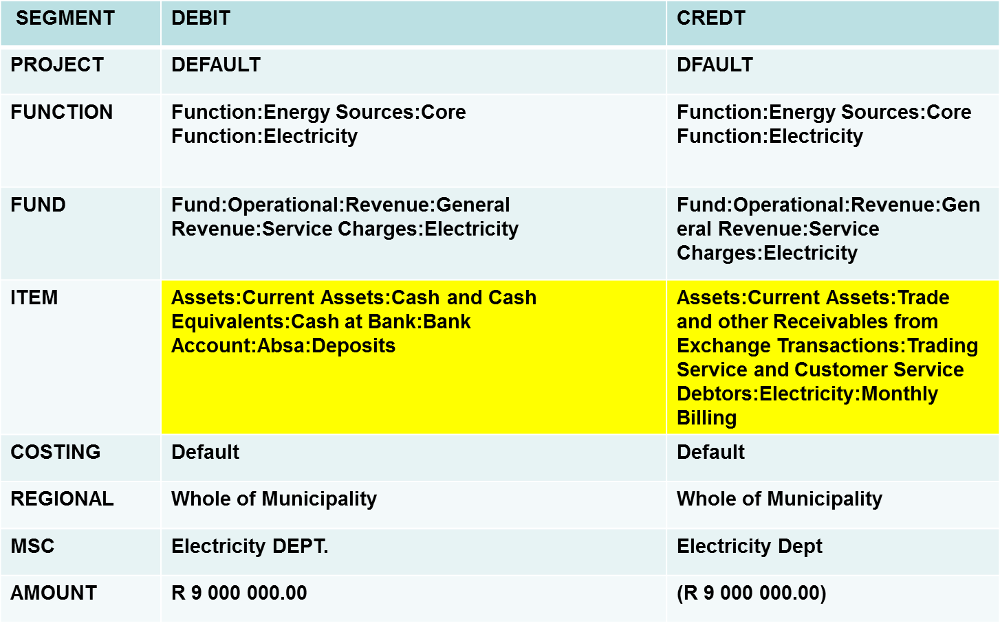 SEGMENT DEBIT CREDT
PROJECT DEFAULT DFAULT
FUNCTION Function:Energy Sources:Core Function:Energy Sources:Core
Function:Electricity Function:Electricity
FUND Fund:Operational:Revenue:General Fund:Operational:Revenue:Gen
Revenue:Service Charges:Electricity eral Revenue:Service
Charges:Electricity
ITEM Assets:Current Assets:Cash and Cash Assets:Current Assets:Trade
Equivalents:Cash at Bank:Bank and other Receivables from
Account:Absa:Deposits Exchange Transactions:Trading
Service and Customer Service
Debtors:Electricity:Monthly
Billing
COSTING Default Default
REGIONAL Whole of Municipality Whole of Municipality
MSC Electricity DEPT. Electricity Dept
AMOUNT R 9 000 000.00 (R 9 000 000.00)